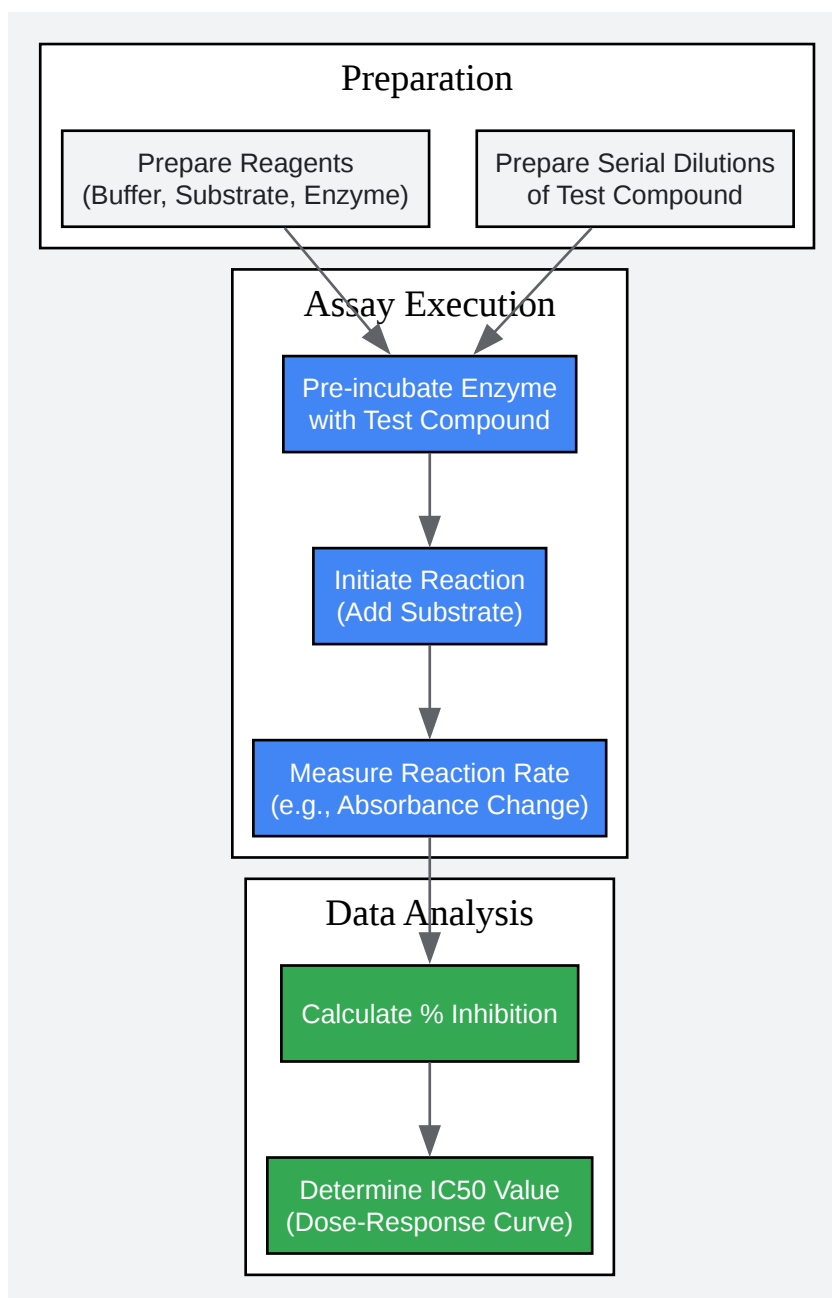 Preparation
Prepare Reagents
(Buffer, Substrate, Enzyme)
Prepare Serial Dilutions
of Test Compound
Assay Execution
Pre-incubate Enzyme
with Test Compound
Initiate Reaction
(Add Substrate)
Measure Reaction Rate
(e.g., Absorbance Change)
Data Analysis
Calculate % Inhibition
Determine IC50 Value
(Dose-Response Curve)